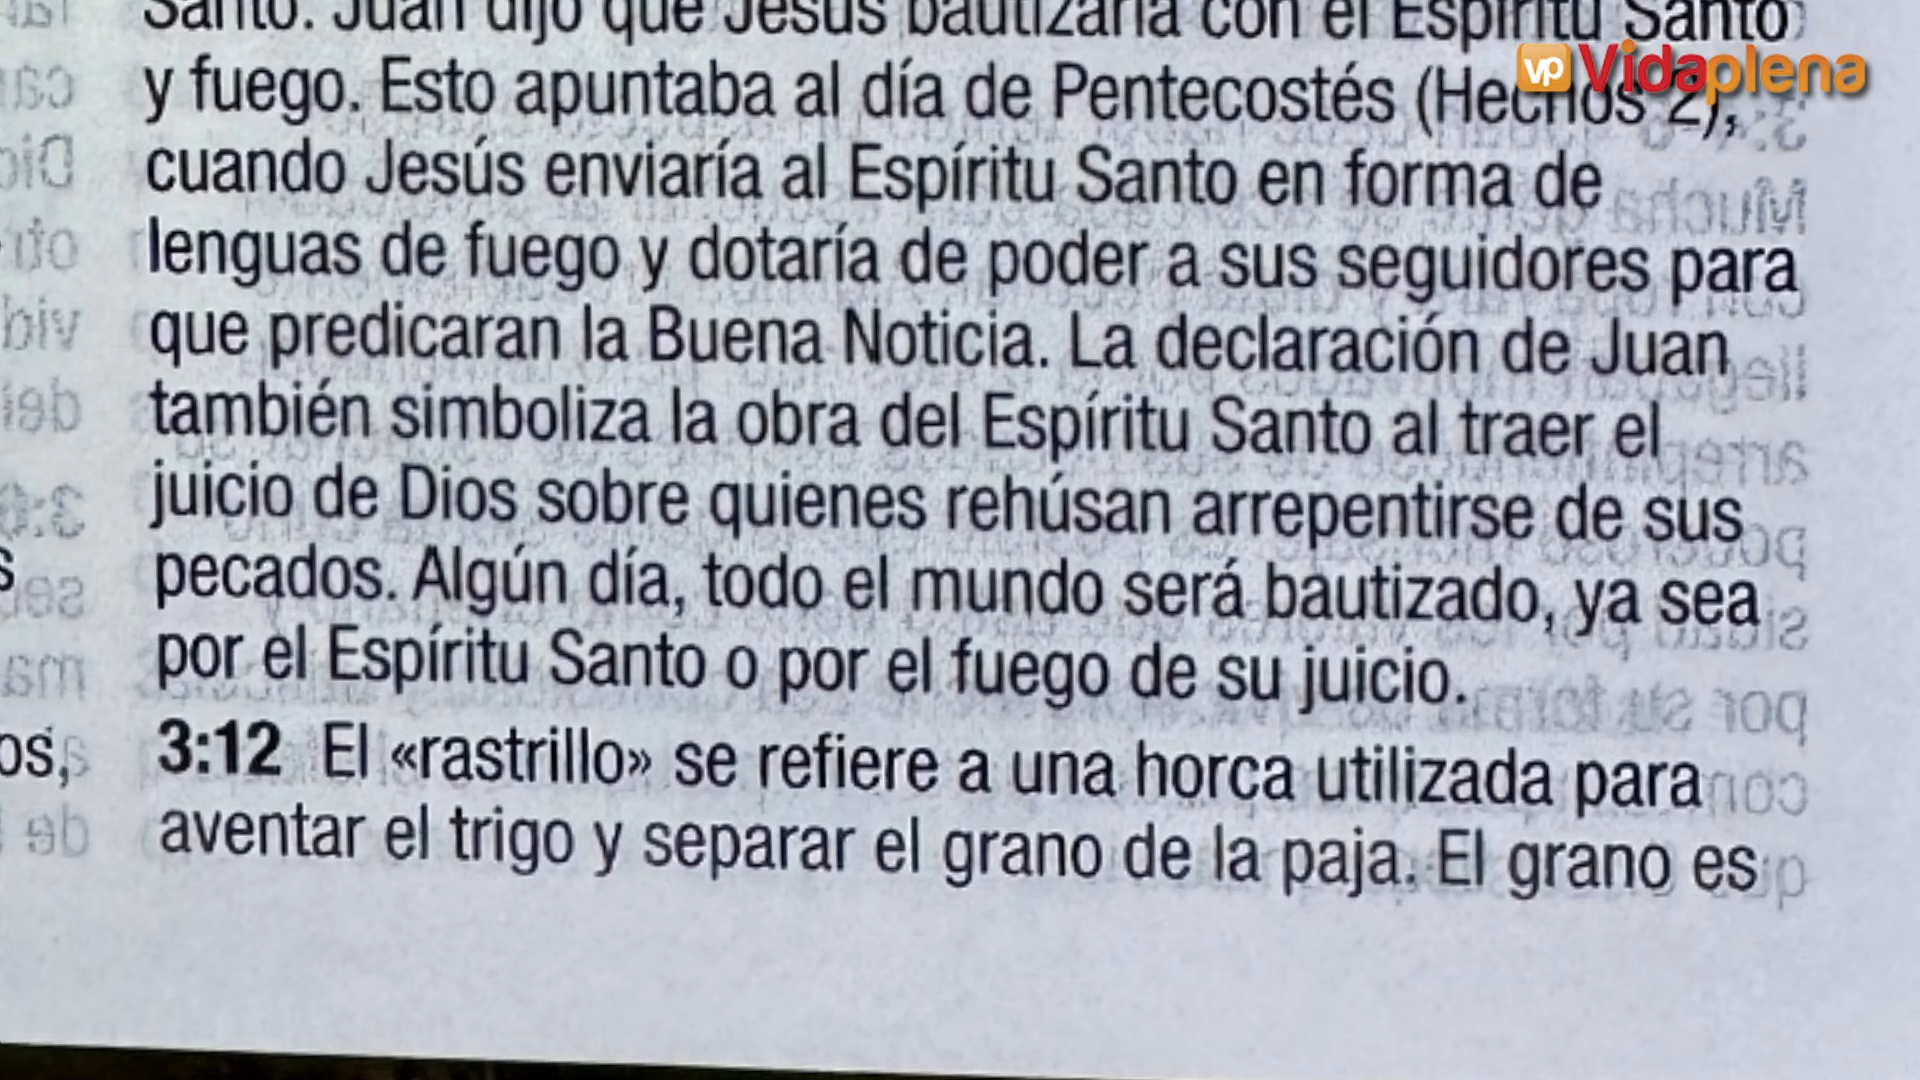 Santo. Juan dijo que Jesús bautizaría con el Espíritu Santo
y fuego. Esto apuntaba al día de Pentecostés (Hechos 2),
cuando Jesús enviaría al Espíritu Santo en forma de
lenguas de fuego y dotaría de poder a sus seguidores para
que predicaran la Buena Noticia. La declaración de Juan
también simboliza la obra del Espíritu Santo al traer el
juicio de Dios sobre quienes rehúsan arrepentirse de sus
pecados. Algún día, todo el mundo será bautizado, ya sea
por el Espíritu Santo o por el fuego de su juicio.
3:12 El «rastrillo» se refiere a una horca utilizada para
aventar el trigo y separar el grano de la paja. El grano es
vp Vidaplena